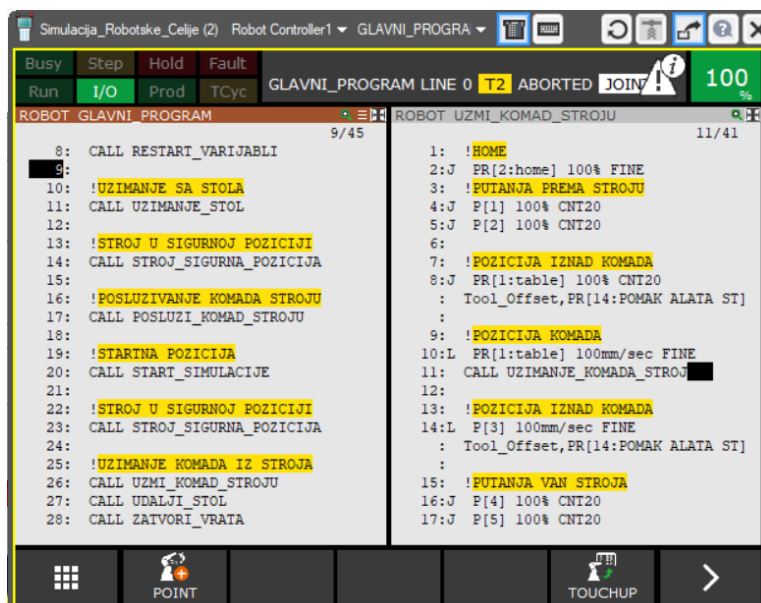 Simulacija_Robotske_Celije (2) Robot Controller1 GLAVNI_PROGRA
Busy Step Hold Fault
Run I/O Prod TCyc
GLAVNI_PROGRAM LINE 0 T2 ABORTED JOINT
100 %
ROBOT GLAVNI_PROGRAM
9/45
8: CALL RESTART_VARIJABLI
9:
10: !UZIMANJE SA STOLA
11: CALL UZIMANJE_STOL
12:
13: !STROJ U SIGURNOJ POZICIJI
14: CALL STROJ_SIGURNA_POZICIJA
15:
16: !POSLUZIVANJE KOMADA STROJU
17: CALL POSLUZI_KOMAD_STROJU
18:
19: !STARTNA POZICIJA
20: CALL START_SIMULACIJE
21:
22: !STROJ U SIGURNOJ POZICIJI
23: CALL STROJ_SIGURNA_POZICIJA
24:
25: !UZIMANJE KOMADA IZ STROJA
26: CALL UZMI_KOMAD_STROJU
27: CALL UDALJI_STOL
28: CALL ZATVORI_VRATA
ROBOT UZMI_KOMAD_STROJU
11/41
1: !HOME
2:J PR[2:home] 100% FINE
3: !PUTANJA PREMA STROJU
4:J P[1] 100% CNT20
5:J P[2] 100% CNT20
6:
7: !POZICIJA IZNAD KOMADA
8:J PR[1:table] 100% CNT20
: Tool_Offset,PR[14:POMAK ALATA ST]
:
9: !POZICIJA KOMADA
10:L PR[1:table] 100mm/sec FINE
11: CALL UZIMANJE_KOMADA_STROJ
12:
13: !POZICIJA IZNAD KOMADA
14:L P[3] 100mm/sec FINE
: Tool_Offset,PR[14:POMAK ALATA ST]
:
15: !PUTANJA VAN STROJA
16:J P[4] 100% CNT20
17:J P[5] 100% CNT20
POINT
TOUCHUP